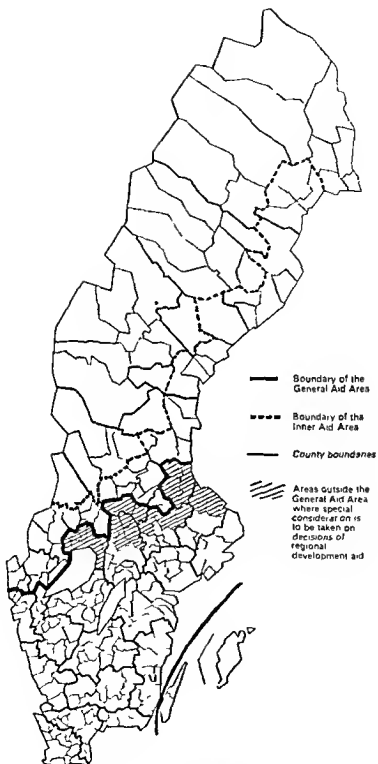 Boundary of the
General Aid Area
Boundary of the
Inner Aid Area
County boundaries
Areas outside the
General Aid Area
where special
consideration is
to be taken on
decisions of
regional
development aid